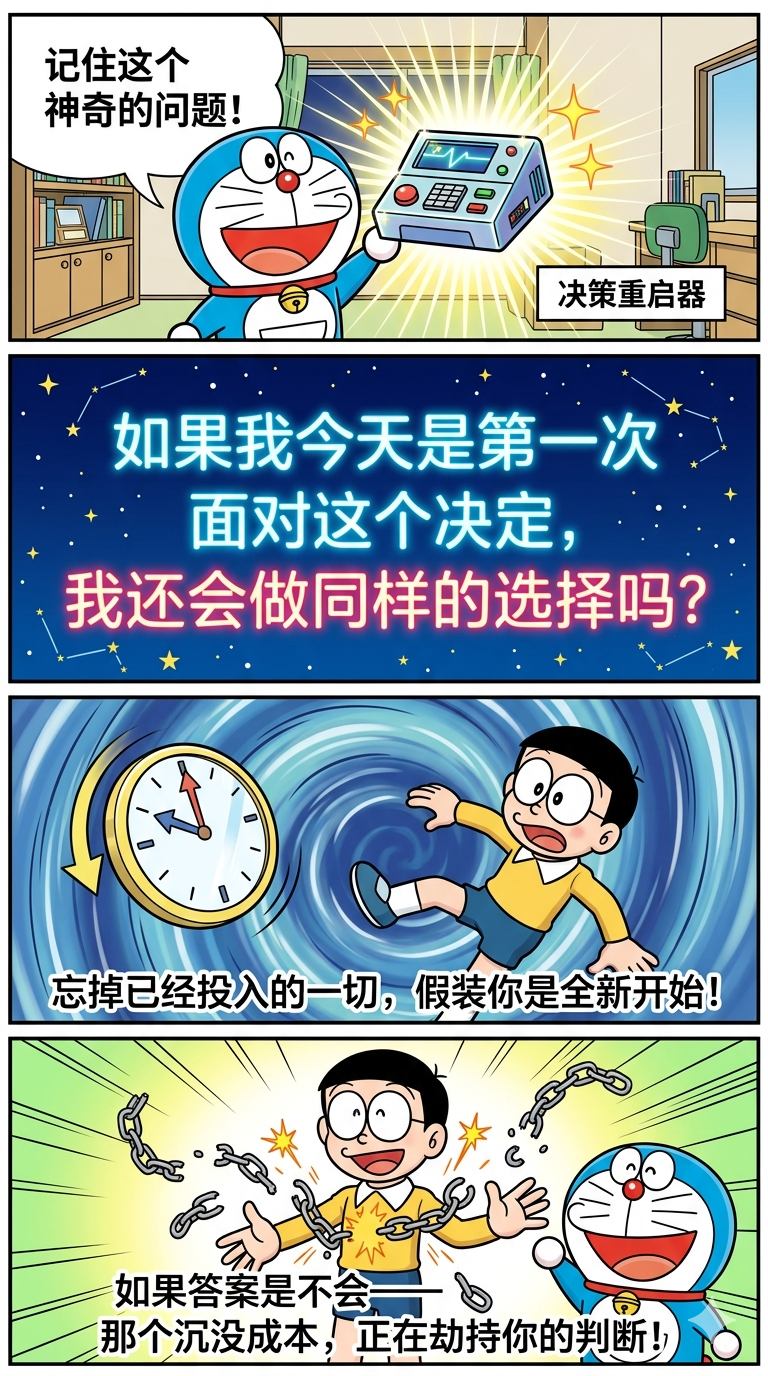 记住这个
神奇的问题！
决策重启器
如果我今天是第一次
面对这个决定，
我还会做同样的选择吗？
忘掉已经投入的一切，假装你是全新开始！
如果答案是不会——
那个沉没成本，正在劫持你的判断！